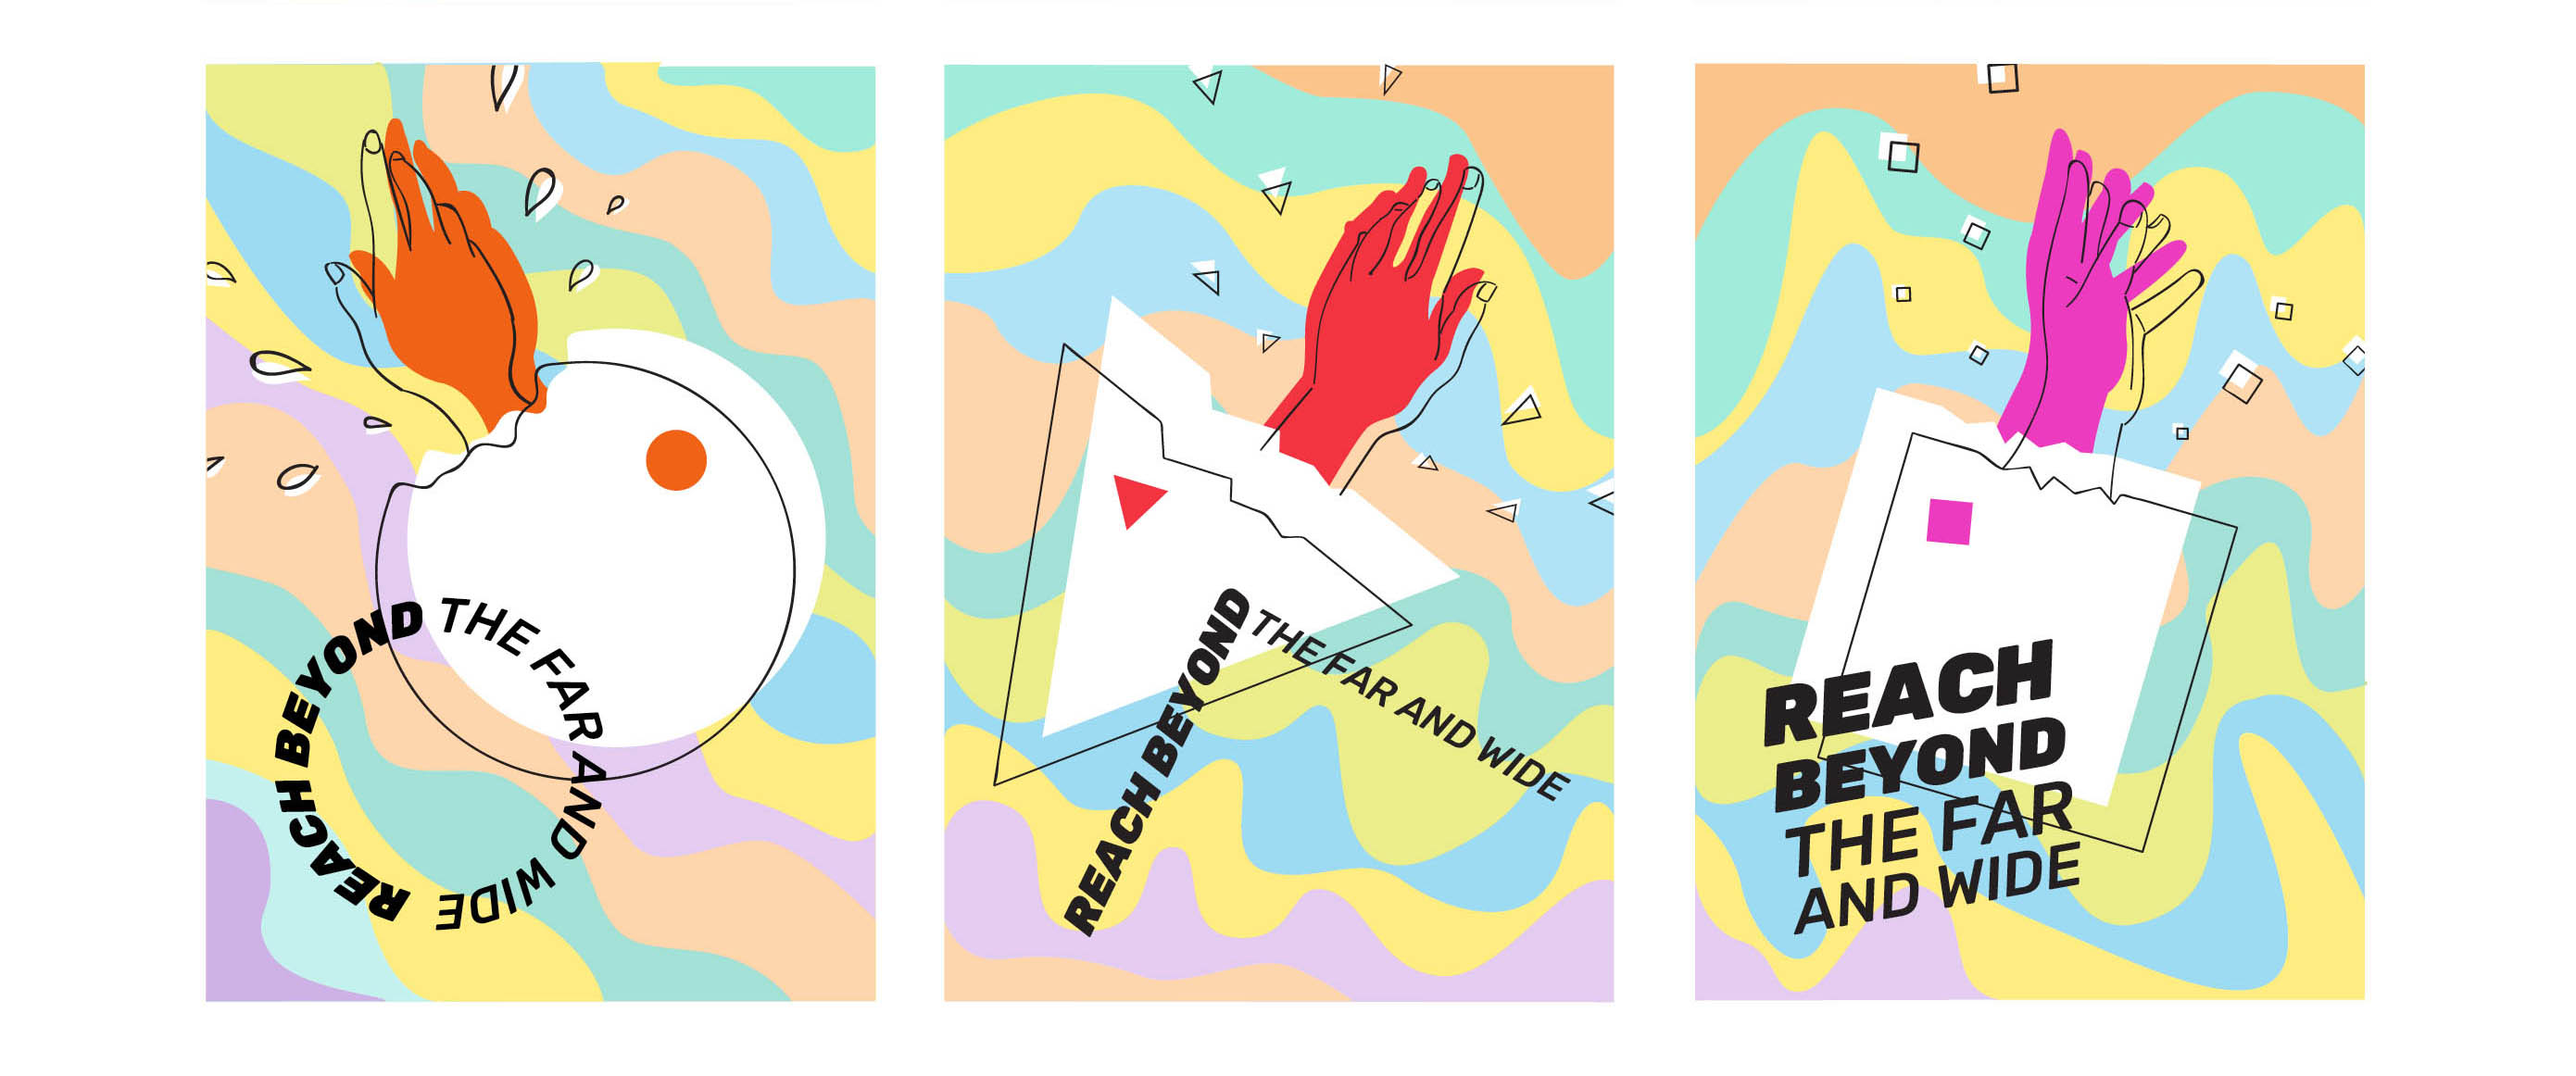 REACH BEYOND THE FAR AND WIDE
REACH BEYOND
THE FAR AND WIDE
REACH
BEYOND
THE FAR
AND WIDE